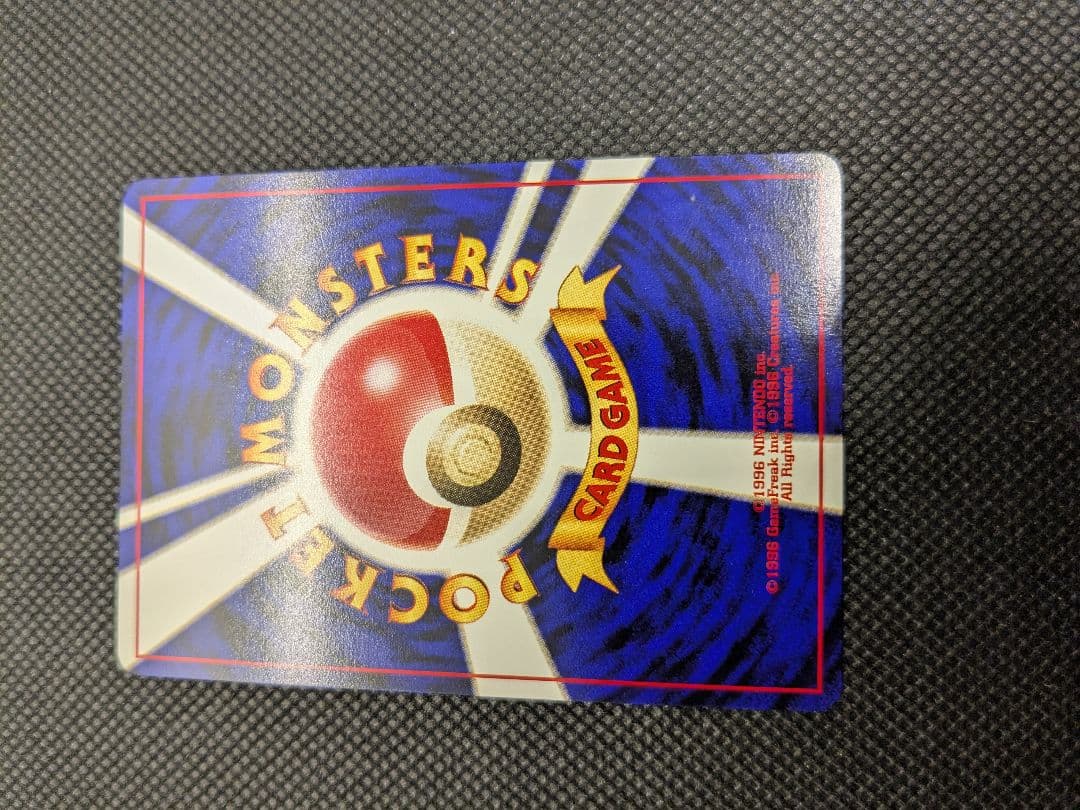 POCKET MONSTERS
CARD GAME
©1996 NINTENDO inc.
©1996 GameFreak inc. ©1996 Creatures inc.
All Rights reserved.